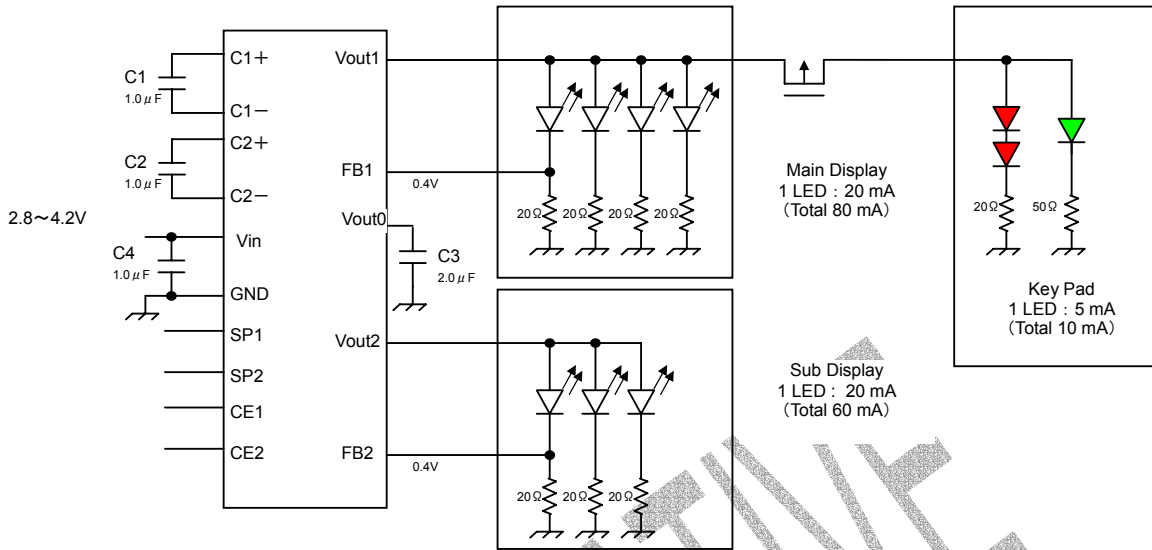 C1
1.0μF
C2
1.0μF
2.8～4.2V
C4
1.0μF
C1+
C1−
C2+
C2−
Vin
GND
SP1
SP2
CE1
CE2
Vout1
FB1
0.4V
Vout0
C3
2.0μF
Vout2
FB2
0.4V
20Ω
20Ω
20Ω
20Ω
Main Display
1 LED : 20 mA
(Total 80 mA)
20Ω
50Ω
Key Pad
1 LED : 5 mA
(Total 10 mA)
20Ω
20Ω
20Ω
Sub Display
1 LED : 20 mA
(Total 60 mA)